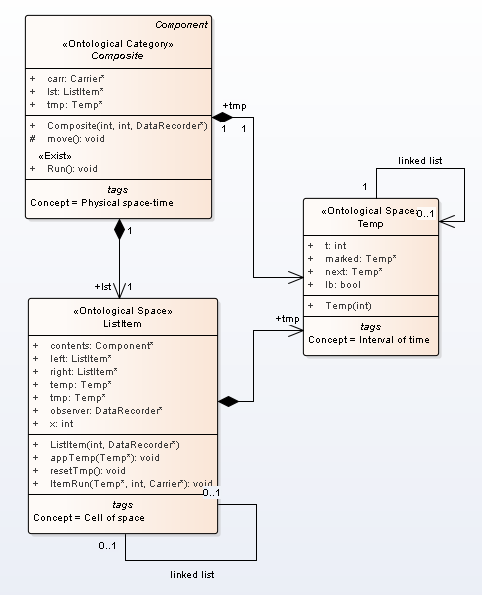 Component
«Ontological Category»
Composite
+ carr: Carrier*
+ lst: ListItem*
+ tmp: Temp*
+ Composite(int, int, DataRecorder*)
# move(): void
«Exist»
+ Run(): void
tags
Concept = Physical space-time
+tmp
1
1
linked list
1
0..1
«Ontological Space»
Temp
+ t: int
+ marked: Temp*
+ next: Temp*
+ lb: bool
+ Temp(int)
tags
Concept = Interval of time
1
+lst
1
+tmp
«Ontological Space»
ListItem
+ contents: Component*
+ left: ListItem*
+ right: ListItem*
+ temp: Temp*
+ tmp: Temp*
+ observer: DataRecorder*
+ x: int
+ ListItem(int, DataRecorder*)
+ appTemp(Temp*): void
+ resetTmp(): void
+ ItemRun(Temp*, int, Carrier*): void
0..1
tags
Concept = Cell of space
0..1
linked list